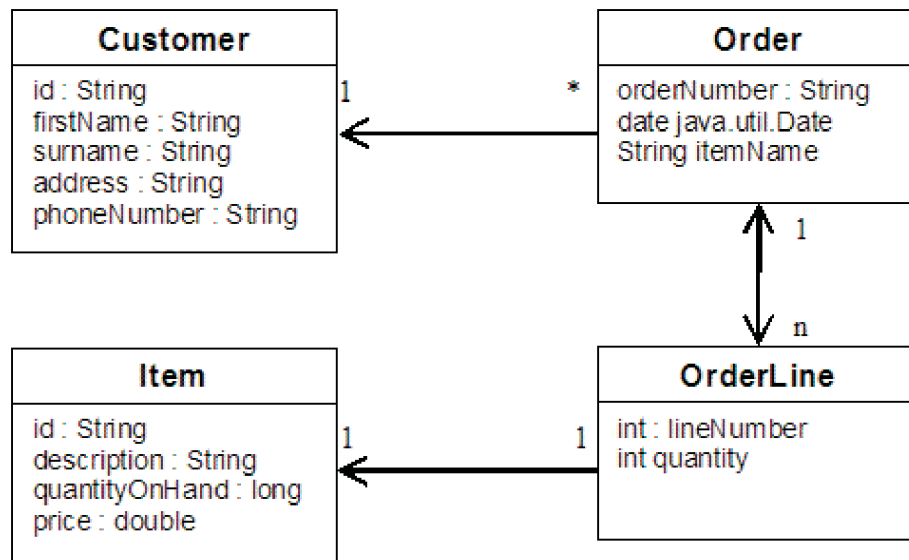 Customer
id : String
firstName : String
surname : String
address : String
phoneNumber : String
1
*
Order
orderNumber : String
date java.util.Date
String itemName
1
n
Item
id : String
description : String
quantityOnHand : long
price : double
1
1
OrderLine
int : lineNumber
int quantity